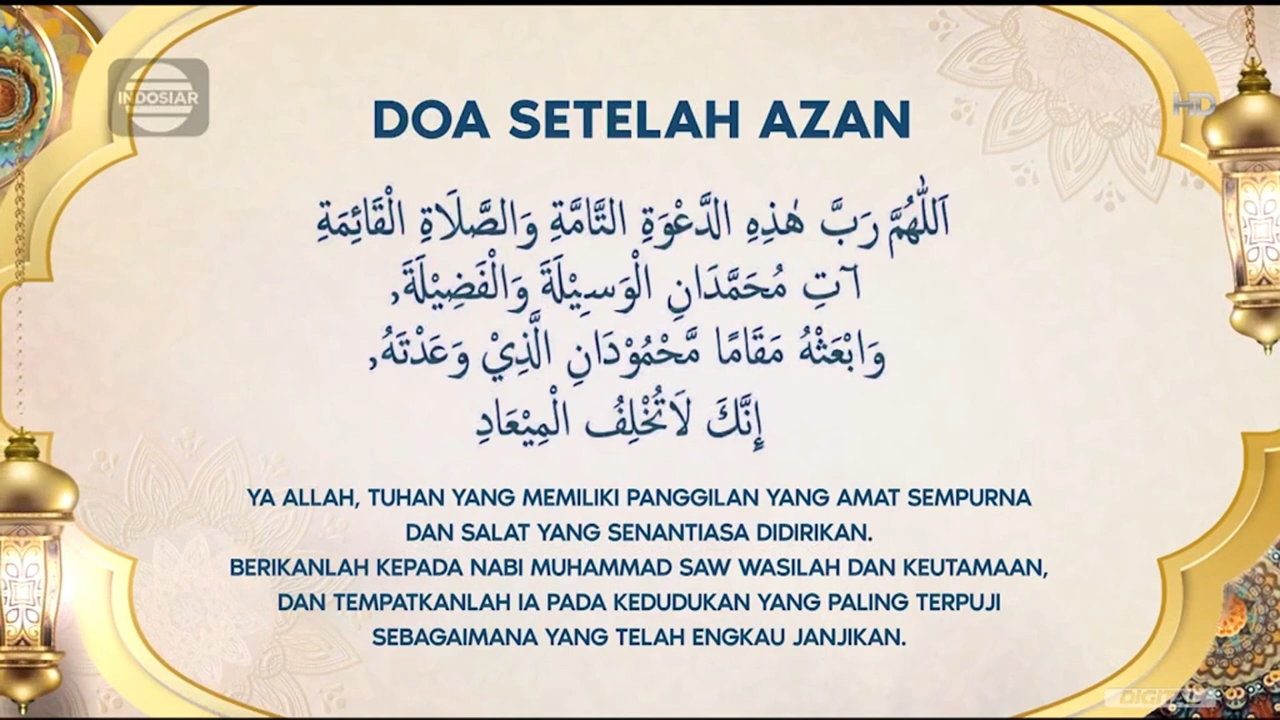 INDOSIAR
HD
DOA SETELAH AZAN
اَللّٰهُمَّ رَبَّ هٰذِهِ الدَّعْوَةِ التَّامَّةِ وَالصَّلَاةِ الْقَائِمَةِ
آتِ مُحَمَّدَانِ الْوَسِيْلَةَ وَالْفَضِيْلَةَ,
وَابْعَثْهُ مَقَامًا مَّحْمُوْدَانِ الَّذِيْ وَعَدْتَهُ,
إِنَّكَ لَاتُخْلِفُ الْمِيْعَادِ
YA ALLAH, TUHAN YANG MEMILIKI PANGGILAN YANG AMAT SEMPURNA
DAN SALAT YANG SENANTIASA DIDIRIKAN.
BERIKANLAH KEPADA NABI MUHAMMAD SAW WASILAH DAN KEUTAMAAN,
DAN TEMPATKANLAH IA PADA KEDUDUKAN YANG PALING TERPUJI
SEBAGAIMANA YANG TELAH ENGKAU JANJIKAN.
DIGITAL